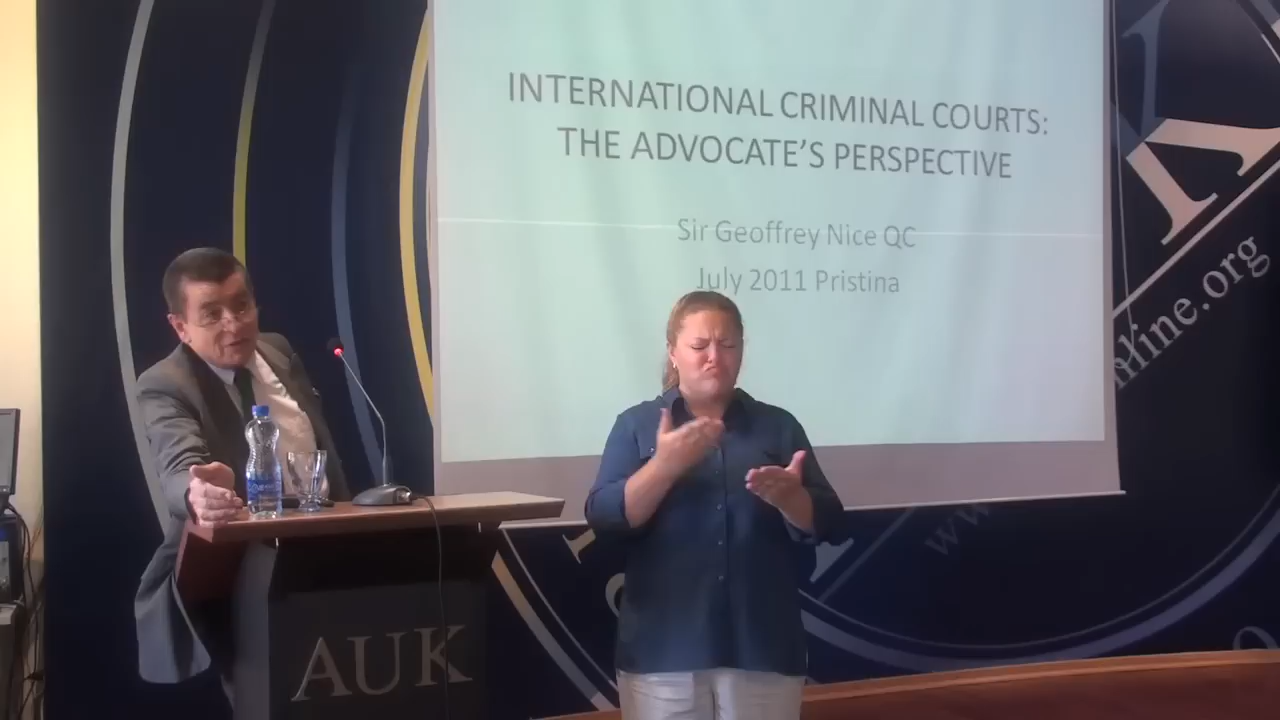 INTERNATIONAL CRIMINAL COURTS:
THE ADVOCATE'S PERSPECTIVE
Sir Geoffrey Nice QC
July 2011 Pristina
AUK